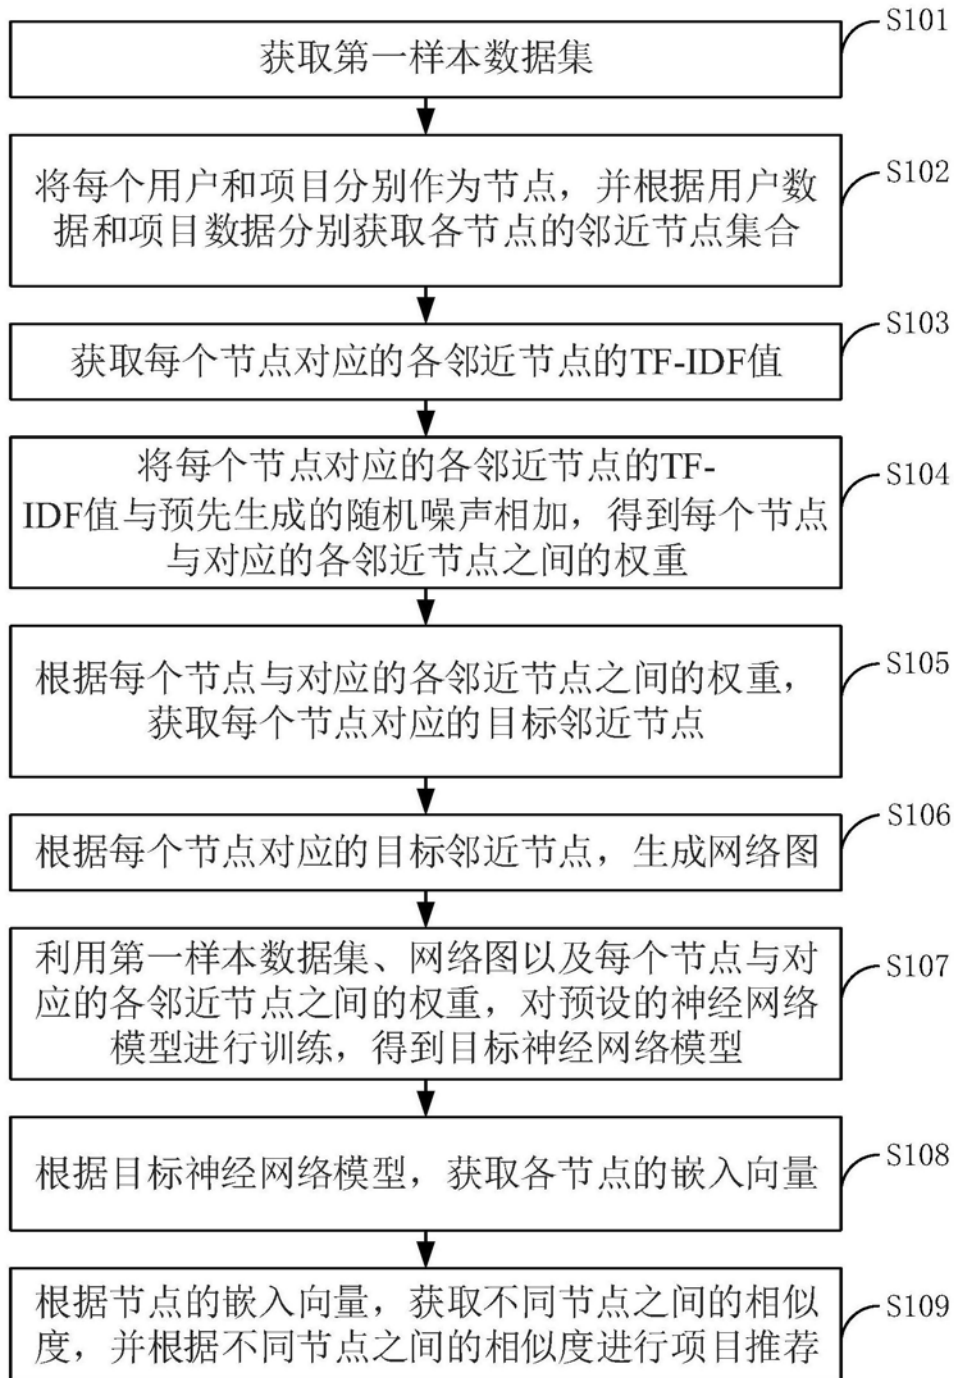 S101
获取第一样本数据集
S102
将每个用户和项目分别作为节点，并根据用户数
据和项目数据分别获取各节点的邻近节点集合
S103
获取每个节点对应的各邻近节点的TF-IDF值
S104
将每个节点对应的各邻近节点的TF-
IDF值与预先生成的随机噪声相加，得到每个节点
与对应的各邻近节点之间的权重
S105
根据每个节点与对应的各邻近节点之间的权重，
获取每个节点对应的目标邻近节点
S106
根据每个节点对应的目标邻近节点，生成网络图
S107
利用第一样本数据集、网络图以及每个节点与对
应的各邻近节点之间的权重，对预设的神经网络
模型进行训练，得到目标神经网络模型
S108
根据目标神经网络模型，获取各节点的嵌入向量
S109
根据节点的嵌入向量，获取不同节点之间的相似
度，并根据不同节点之间的相似度进行项目推荐